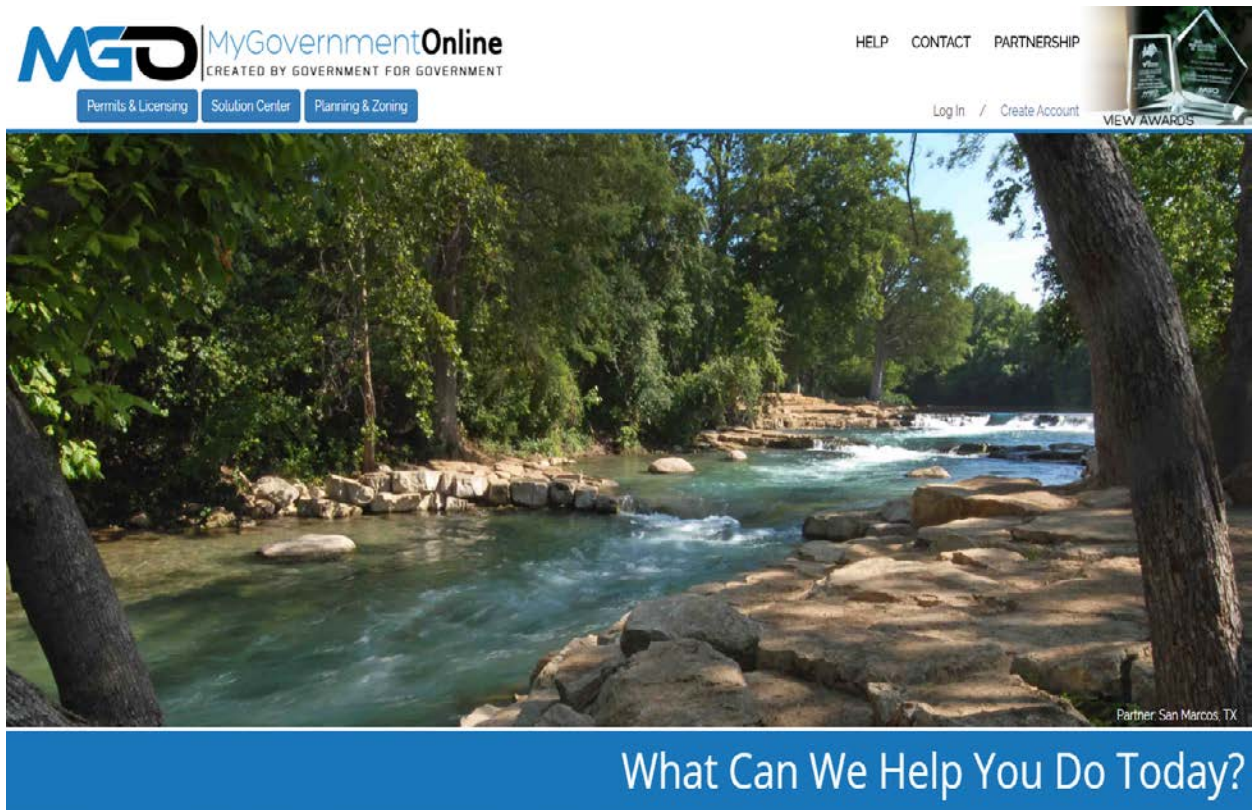 MGO
MyGovernmentOnline
CREATED BY GOVERNMENT FOR GOVERNMENT
HELP CONTACT PARTNERSHIP
Permits & Licensing Solution Center Planning & Zoning
Log In / Create Account
VIEW AWARDS
Partner: San Marcos, TX
What Can We Help You Do Today?